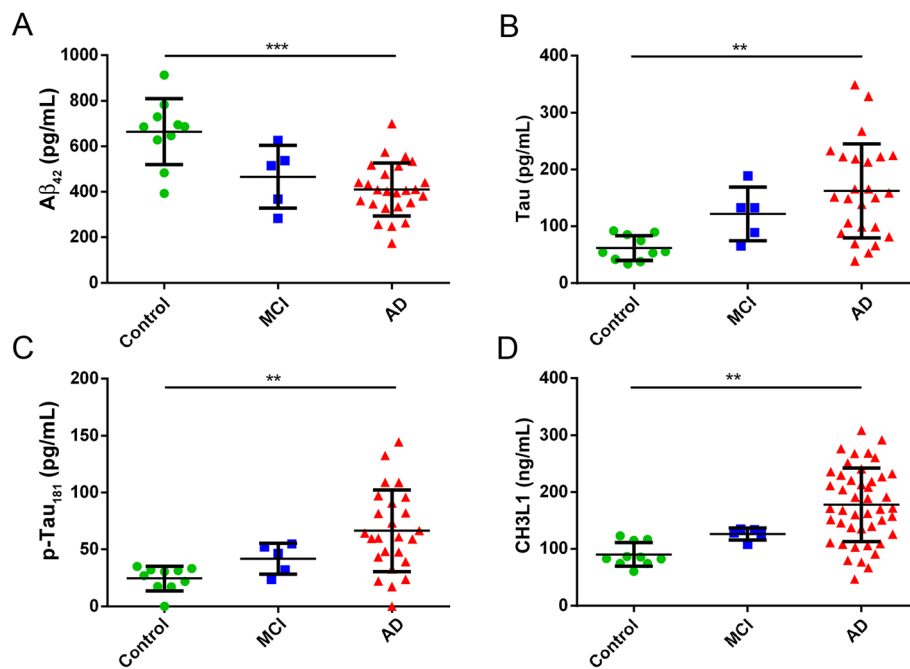 A
***
Aβ42 (pg/mL)
1000
800
600
400
200
0
Control
MCI
AD
B
**
Tau (pg/mL)
400
300
200
100
0
Control
MCI
AD
C
**
p-Tau181 (pg/mL)
200
150
100
50
0
Control
MCI
AD
D
**
CH3L1 (ng/mL)
400
300
200
100
0
Control
MCI
AD